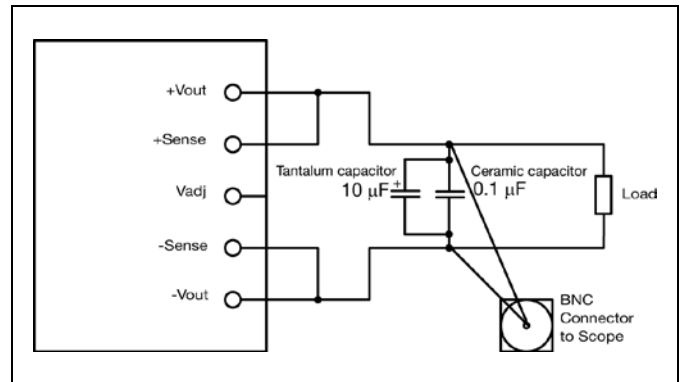 +Vout
+Sense
Vadj
-Sense
-Vout
Tantalum capacitor
10 μF
+
Ceramic capacitor
0.1 μF
Load
BNC
Connector
to Scope